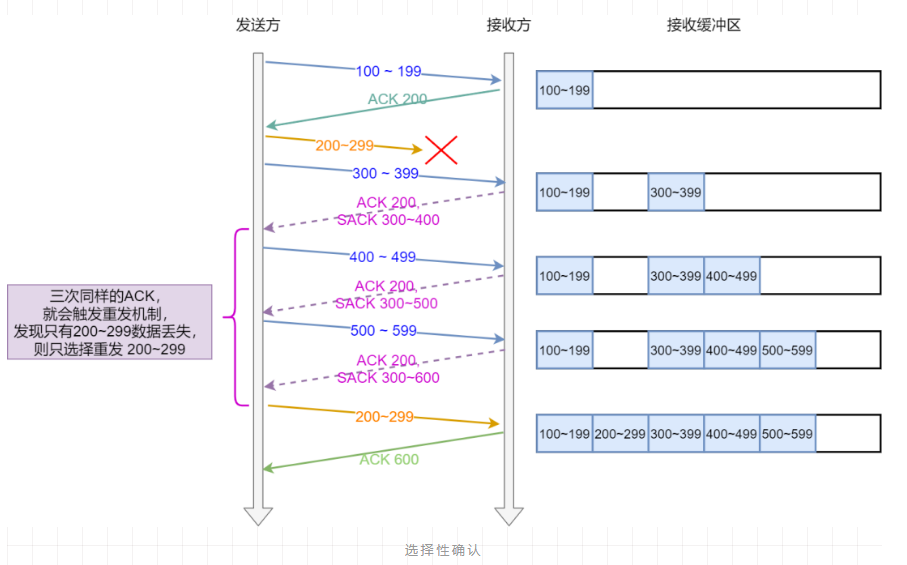 发送方
接收方
接收缓冲区
100 ~ 199
100~199
ACK 200
200~299
300 ~ 399
100~199 300~399
ACK 200,
SACK 300~400
400 ~ 499
100~199 300~399 400~499
ACK 200,
SACK 300~500
三次同样的ACK,
就会触发重发机制,
发现只有200~299数据丢失,
则只选择重发 200~299
500 ~ 599
100~199 300~399 400~499 500~599
ACK 200,
SACK 300~600
200~299
100~199 200~299 300~399 400~499 500~599
ACK 600
选择性确认